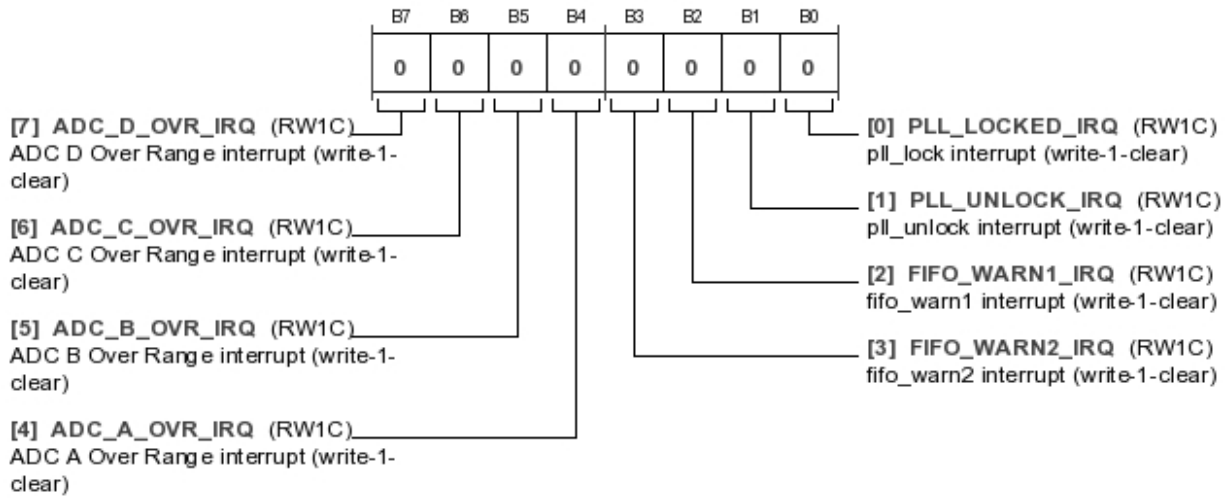 B7 B6 B5 B4 B3 B2 B1 B0
0 0 0 0 0 0 0 0
[7] ADC_D_OVR_IRQ (RW1C)
ADC D Over Range interrupt (write-1-
clear)
[6] ADC_C_OVR_IRQ (RW1C)
ADC C Over Range interrupt (write-1-
clear)
[5] ADC_B_OVR_IRQ (RW1C)
ADC B Over Range interrupt (write-1-
clear)
[4] ADC_A_OVR_IRQ (RW1C)
ADC A Over Range interrupt (write-1-
clear)
[0] PLL_LOCKED_IRQ (RW1C)
pll_lock interrupt (write-1-clear)
[1] PLL_UNLOCK_IRQ (RW1C)
pll_unlock interrupt (write-1-clear)
[2] FIFO_WARN1_IRQ (RW1C)
fifo_warn1 interrupt (write-1-clear)
[3] FIFO_WARN2_IRQ (RW1C)
fifo_warn2 interrupt (write-1-clear)